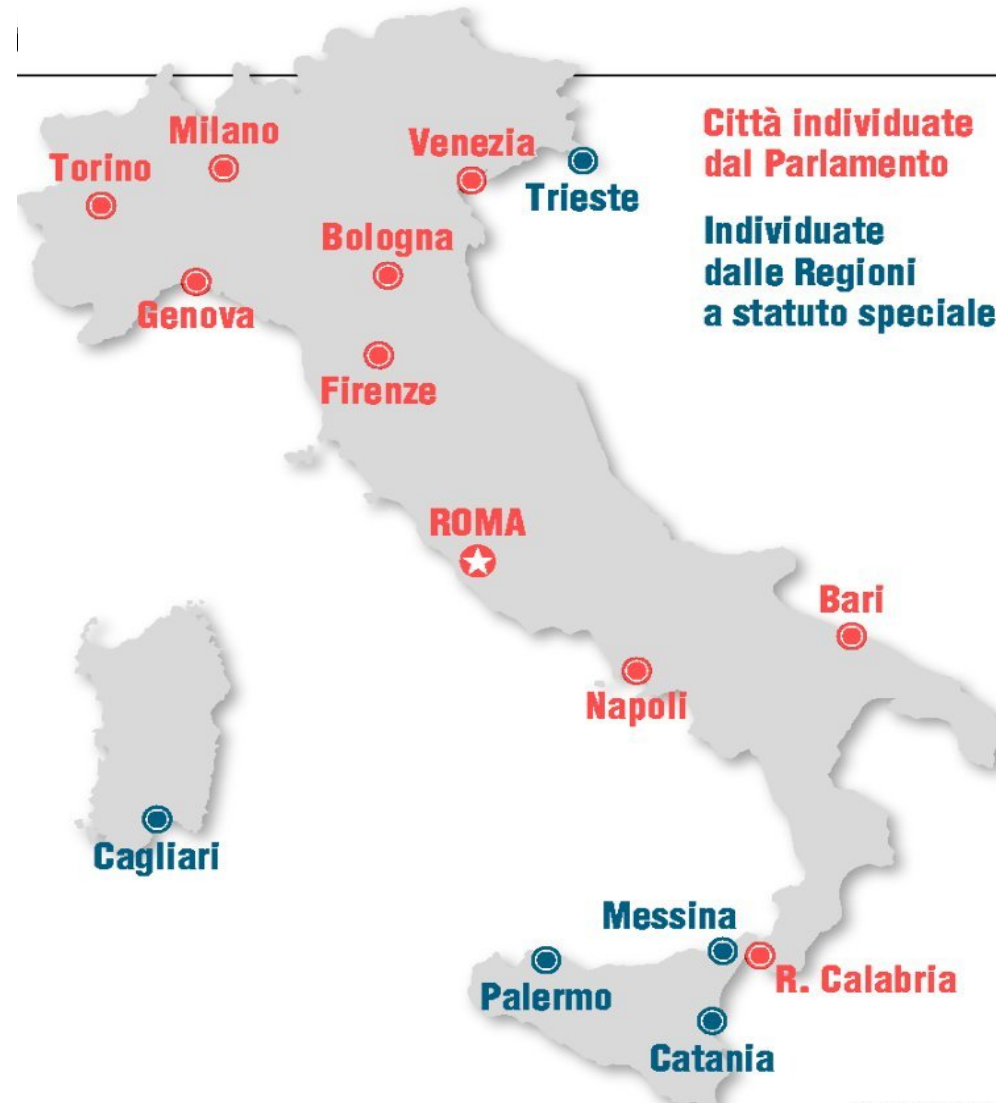 Milano
Torino
Venezia
Trieste
Bologna
Genova
Firenze
Città individuate
dal Parlamento
Individuate
dalle Regioni
a statuto speciale
ROMA
Bari
Napoli
Cagliari
Messina
R. Calabria
Palermo
Catania